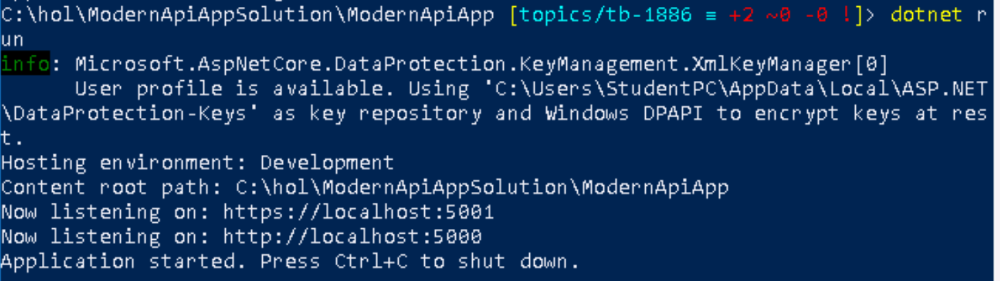 C:\hol\ModernApiAppSolution\ModernApiApp [topics/tb-1886 ≡ +2 ~0 -0 !]> dotnet r
un
info: Microsoft.AspNetCore.DataProtection.KeyManagement.XmlKeyManager[0]
      User profile is available. Using 'C:\Users\StudentPC\AppData\Local\ASP.NET
\DataProtection-Keys' as key repository and Windows DPAPI to encrypt keys at res
t.
Hosting environment: Development
Content root path: C:\hol\ModernApiAppSolution\ModernApiApp
Now listening on: https://localhost:5001
Now listening on: http://localhost:5000
Application started. Press Ctrl+C to shut down.